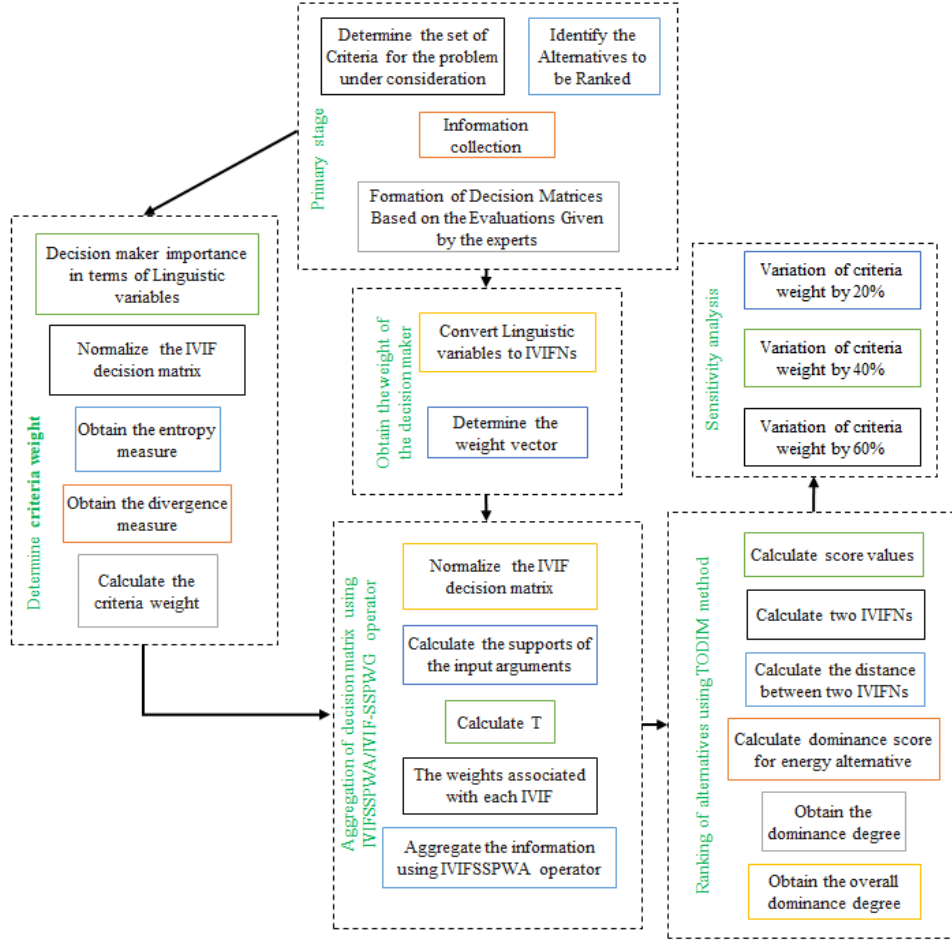 Primary stage
Determine the set of
Criteria for the problem
under consideration
Identify the
Alternatives to
be Ranked
Information
collection
Formation of Decision Matrices
Based on the Evaluations Given
by the experts
Determine criteria weight
Decision maker importance
in terms of Linguistic
variables
Normalize the IVIF
decision matrix
Obtain the entropy
measure
Obtain the divergence
measure
Calculate the
criteria weight
Obtain the weight of
the decision maker
Convert Linguistic
variables to IVIFNs
Determine the
weight vector
Aggregation of decision matrix using
IVIFSSPWA/IVIF-SSPWG operator
Normalize the IVIF
decision matrix
Calculate the supports of
the input arguments
Calculate T
The weights associated
with each IVIF
Aggregate the information
using IVIFSSPWA operator
Ranking of alternatives using TODIM method
Calculate score values
Calculate two IVIFNs
Calculate the distance
between two IVIFNs
Calculate dominance score
for energy alternative
Obtain the
dominance degree
Obtain the overall
dominance degree
Sensitivity analysis
Variation of criteria
weight by 20%
Variation of criteria
weight by 40%
Variation of criteria
weight by 60%